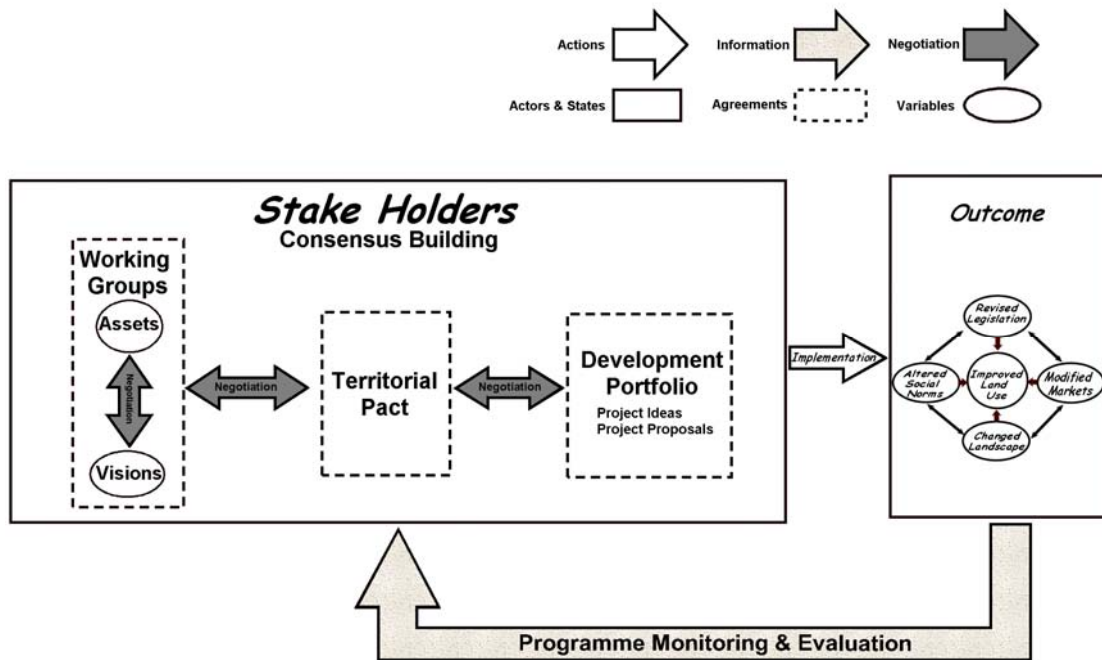 Actions
Information
Negotiation
Actors & States
Agreements
Variables
Stake Holders
Consensus Building
Working
Groups
Assets
Negotiation
Visions
Negotiation
Territorial
Pact
Negotiation
Development
Portfolio
Project Ideas
Project Proposals
Implementation
Outcome
Revised
Legislation
Altered
Social
Norms
Improved
Land
Use
Modified
Markets
Changed
Landscape
Programme Monitoring & Evaluation